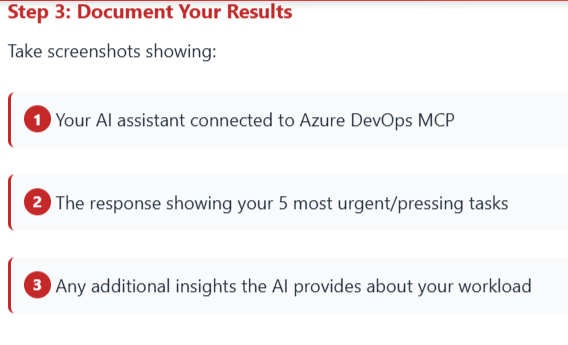 Step 3: Document Your Results
Take screenshots showing:
1 Your AI assistant connected to Azure DevOps MCP
2 The response showing your 5 most urgent/pressing tasks
3 Any additional insights the AI provides about your workload